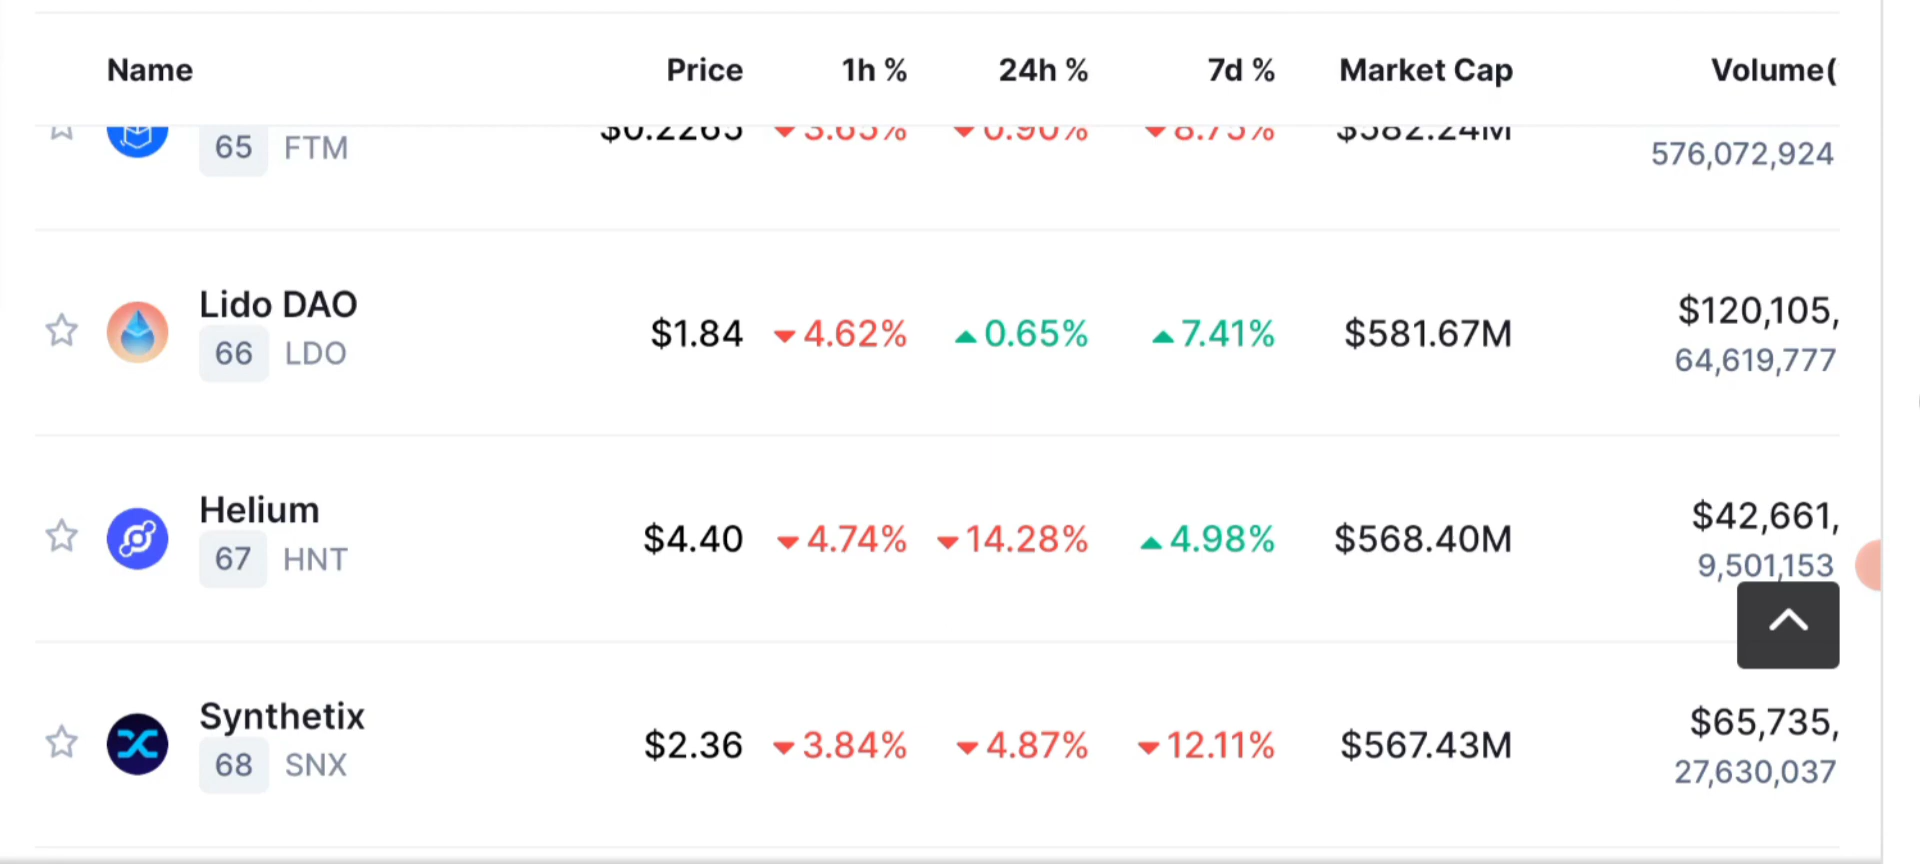 Name Price 1h % 24h % 7d % Market Cap Volume(
65 FTM 576,072,924
Lido DAO
66 LDO $1.84 4.62% 0.65% 7.41% $581.67M $120,105,
64,619,777
Helium
67 HNT $4.40 4.74% 14.28% 4.98% $568.40M $42,661,
9,501,153
Synthetix
68 SNX $2.36 3.84% 4.87% 12.11% $567.43M $65,735,
27,630,037